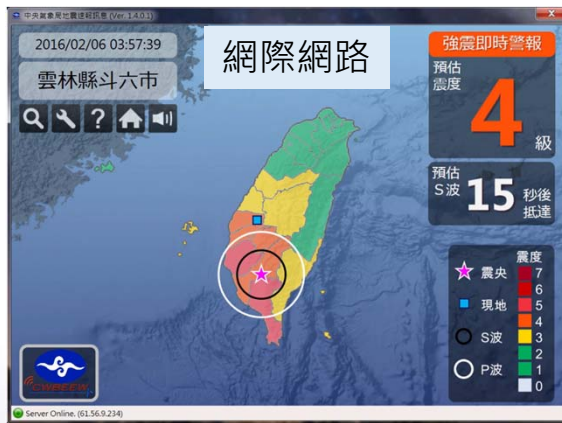 中央氣象局地震速報訊息 (Ver. 1.4.0.1)
2016/02/06 03:57:39
網際網路
強震即時警報
雲林縣斗六市
預估
震度
4
級
預估
S波
15
秒後
抵達
震度
震央
現地
S波
P波
7
6
5
4
3
2
1
0
CWBEEW
Server Online. (61.56.9.234)